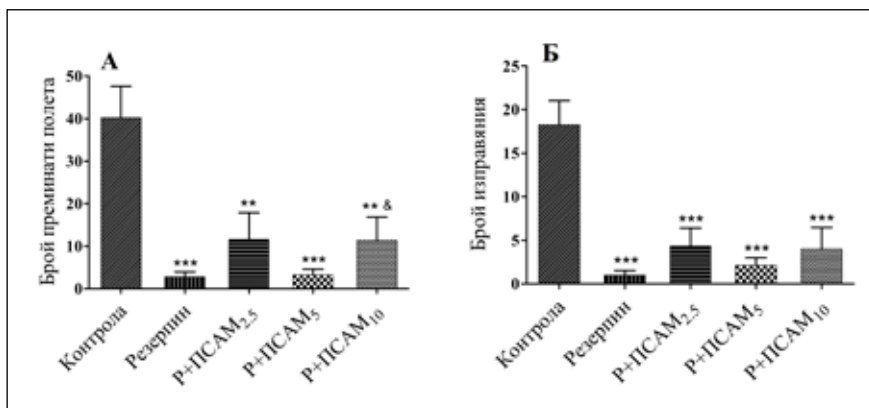 А
Брой преминати полета
50
40
30
20
10
0
***
**
***
** &
Контрола
Резерпин
Р+ПСАМ2.5
Р+ПСАМ5
Р+ПСАМ10
Б
Брой изправяния
25
20
15
10
5
0
***
***
***
***
Контрола
Резерпин
Р+ПСАМ2.5
Р+ПСАМ5
Р+ПСАМ10